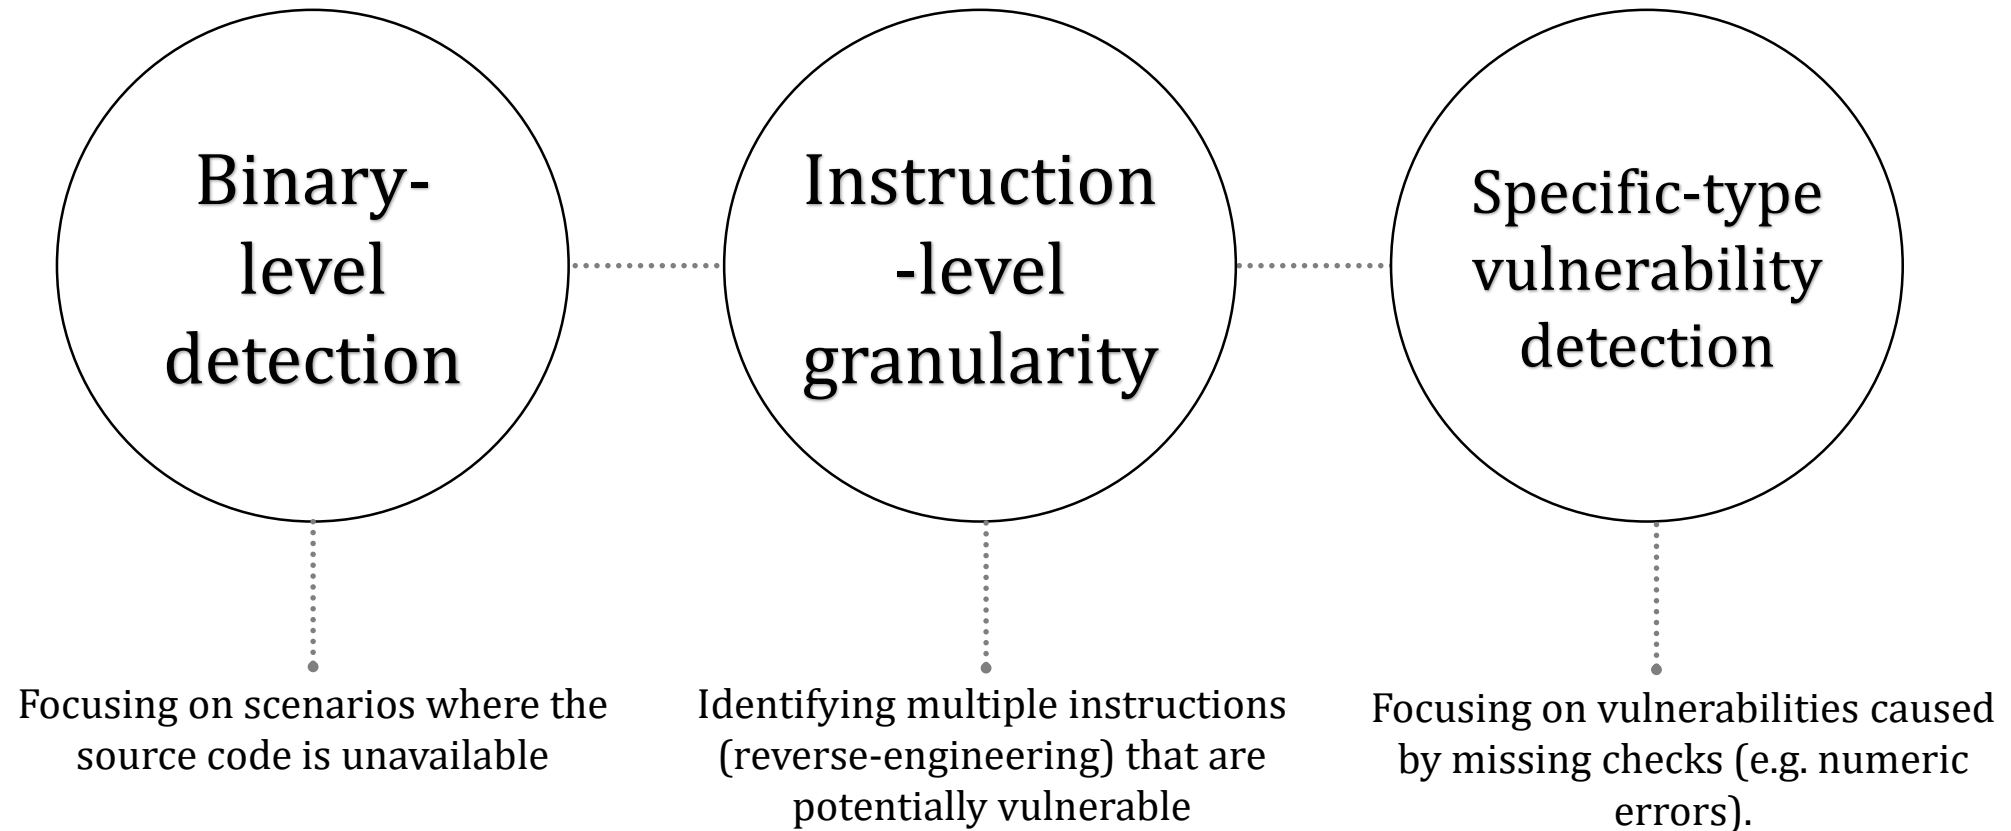 Binary-
level
detection
Instruction
-level
granularity
Specific-type
vulnerability
detection
Focusing on scenarios where the
source code is unavailable
Identifying multiple instructions
(reverse-engineering) that are
potentially vulnerable
Focusing on vulnerabilities caused
by missing checks (e.g. numeric
errors).